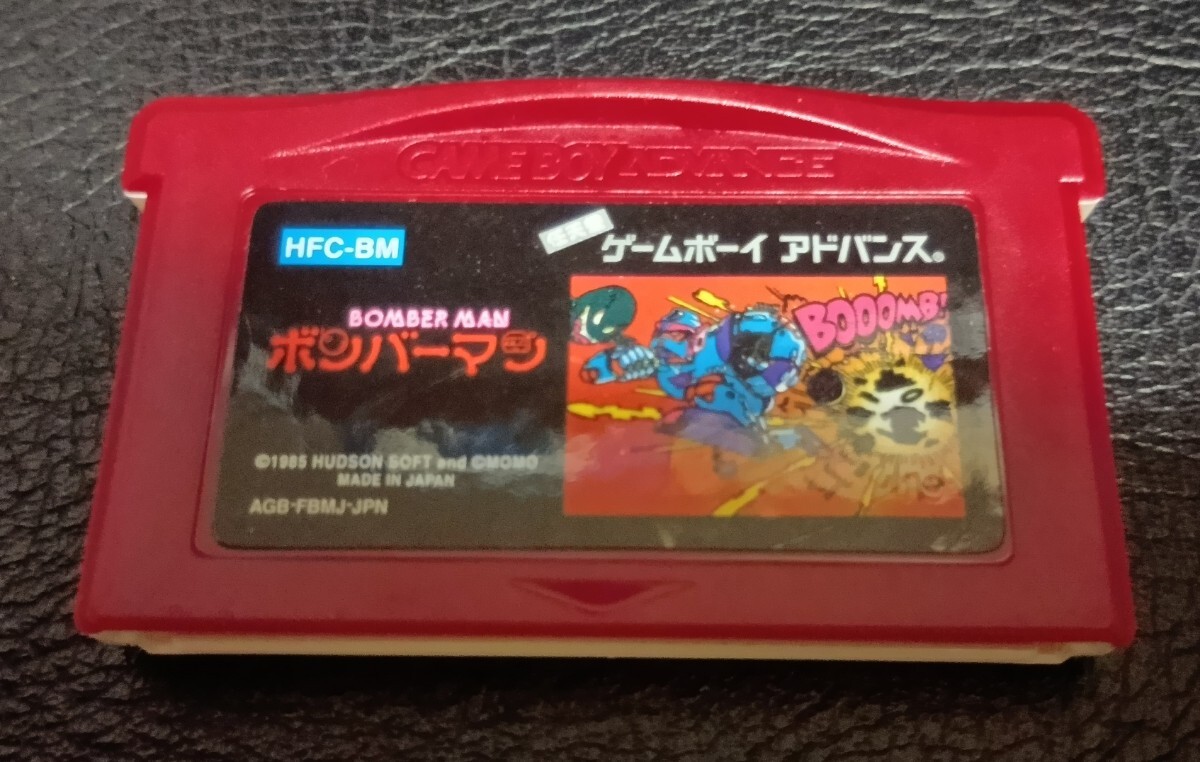 GAME BOY ADVANCE
HFC-BM
ゲームボーイ アドバンス®
BOMBER MAN
ボンバーマン
BOOOMB!
©1985 HUDSON SOFT and ©MOMO
MADE IN JAPAN
AGB-FBMJ-JPN